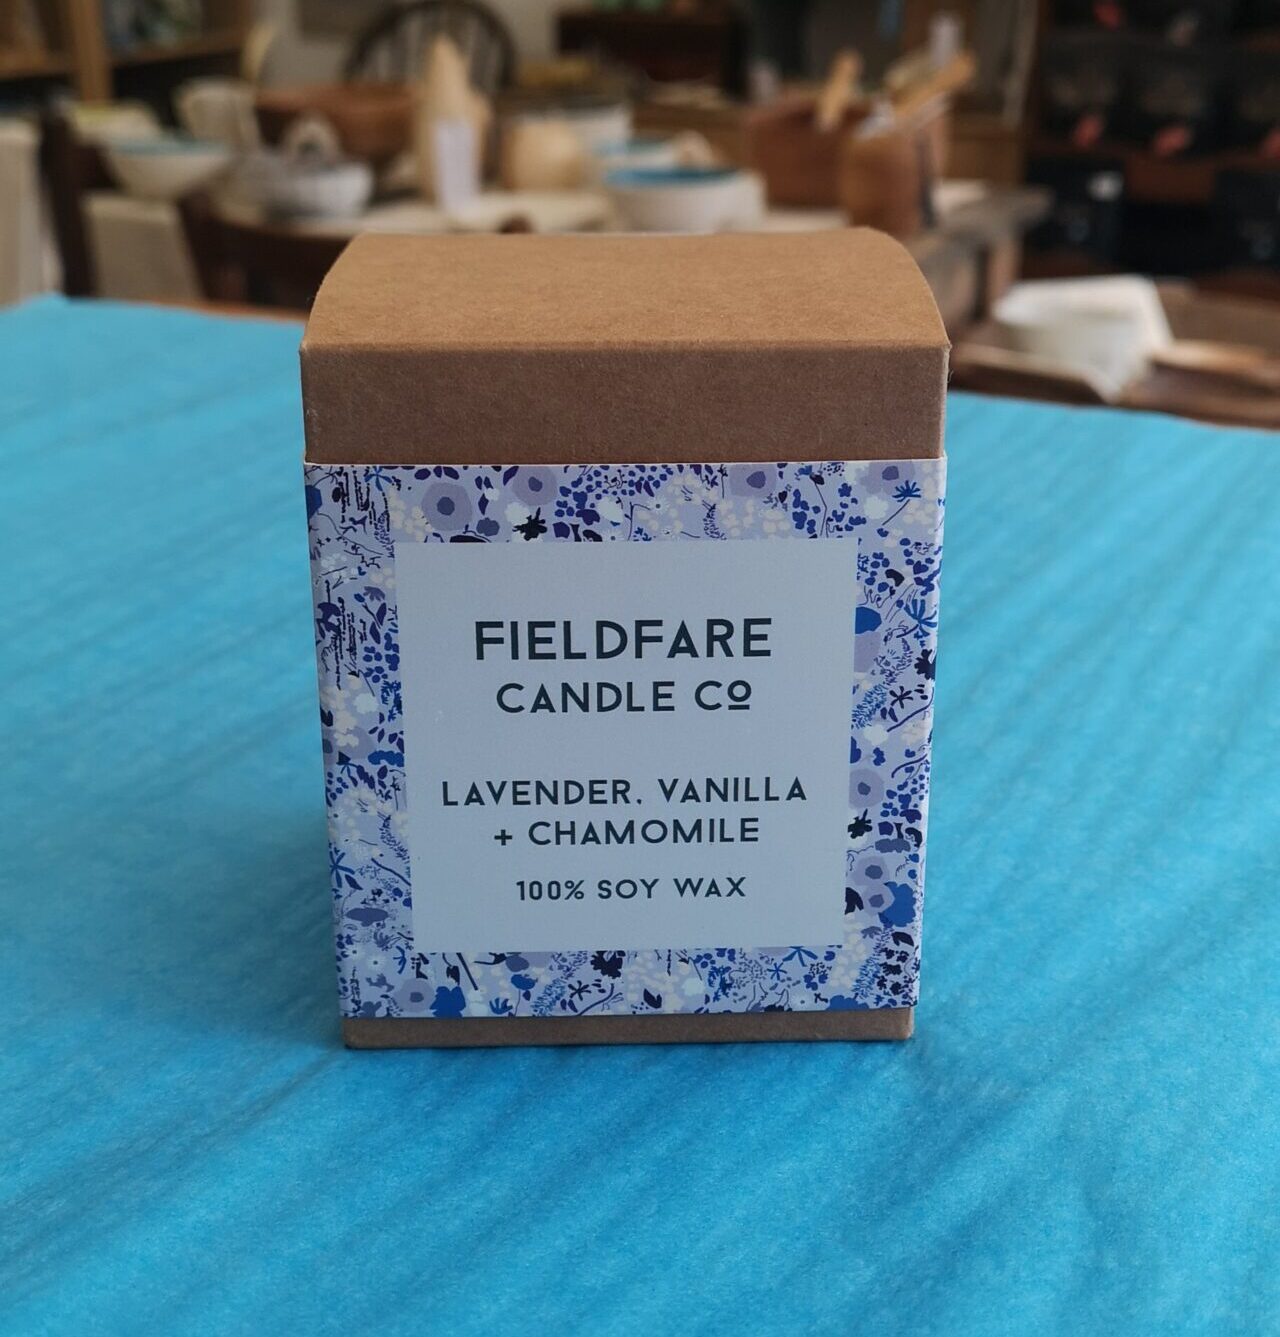 FIELDFARE
CANDLE Cº
LAVENDER, VANILLA
+ CHAMOMILE
100% SOY WAX